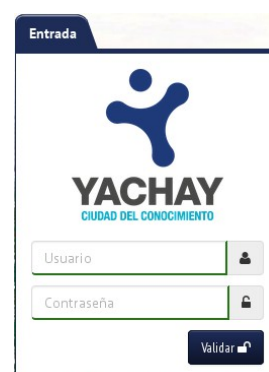 Entrada
YACHAY
CIUDAD DEL CONOCIMIENTO
Usuario
Contraseña
Validar